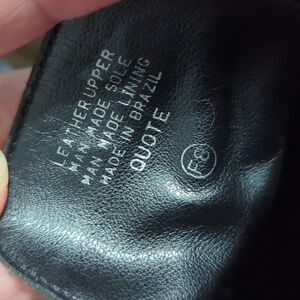 LEATHER UPPER
MAN MADE SOLE
MAN MADE LINING
MADE IN BRAZIL
QUOTE